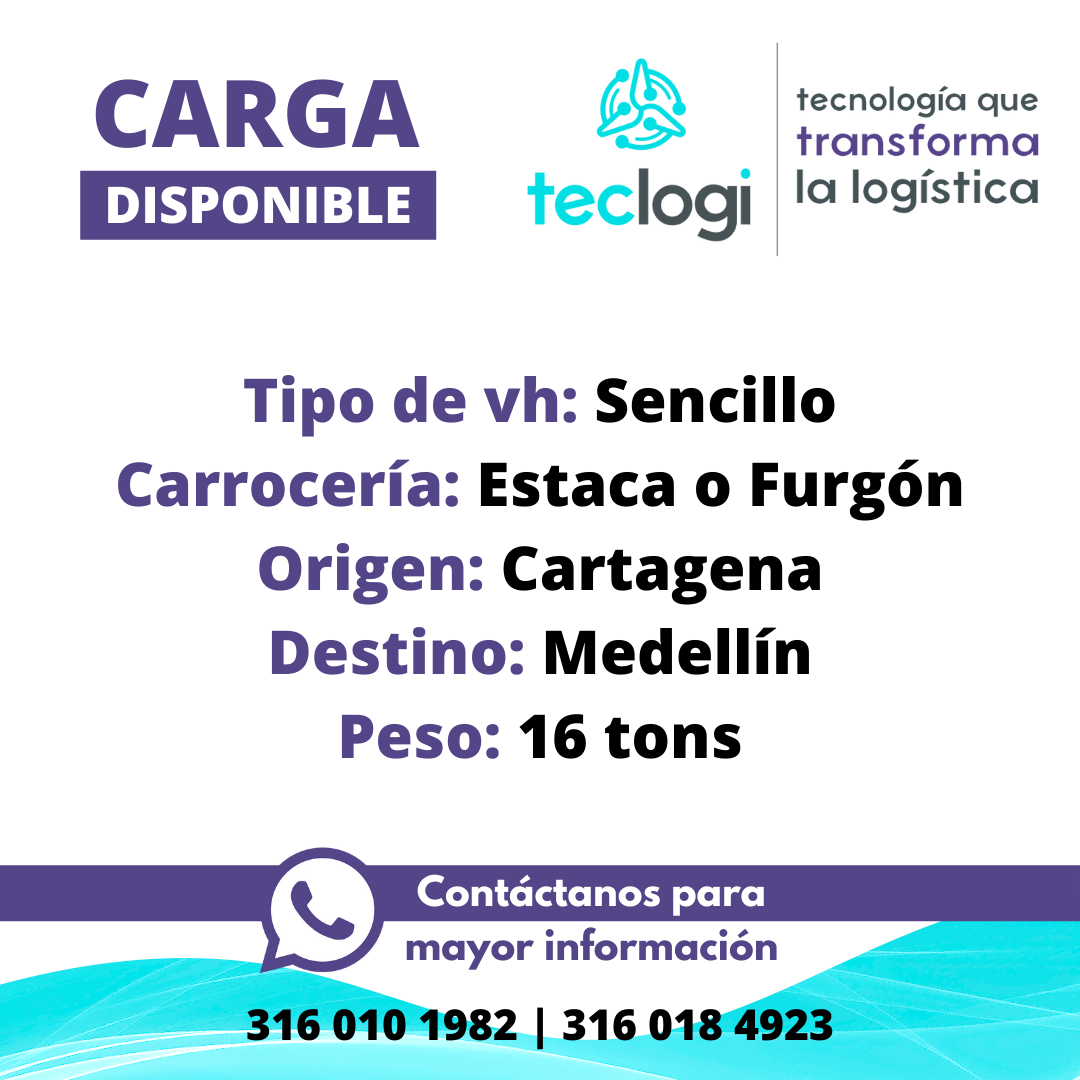 CARGA
DISPONIBLE
teclogi
tecnología que
transforma
la logística
Tipo de vh: Sencillo
Carrocería: Estaca o Furgón
Origen: Cartagena
Destino: Medellín
Peso: 16 tons
Contáctanos para
mayor información
316 010 1982 | 316 018 4923